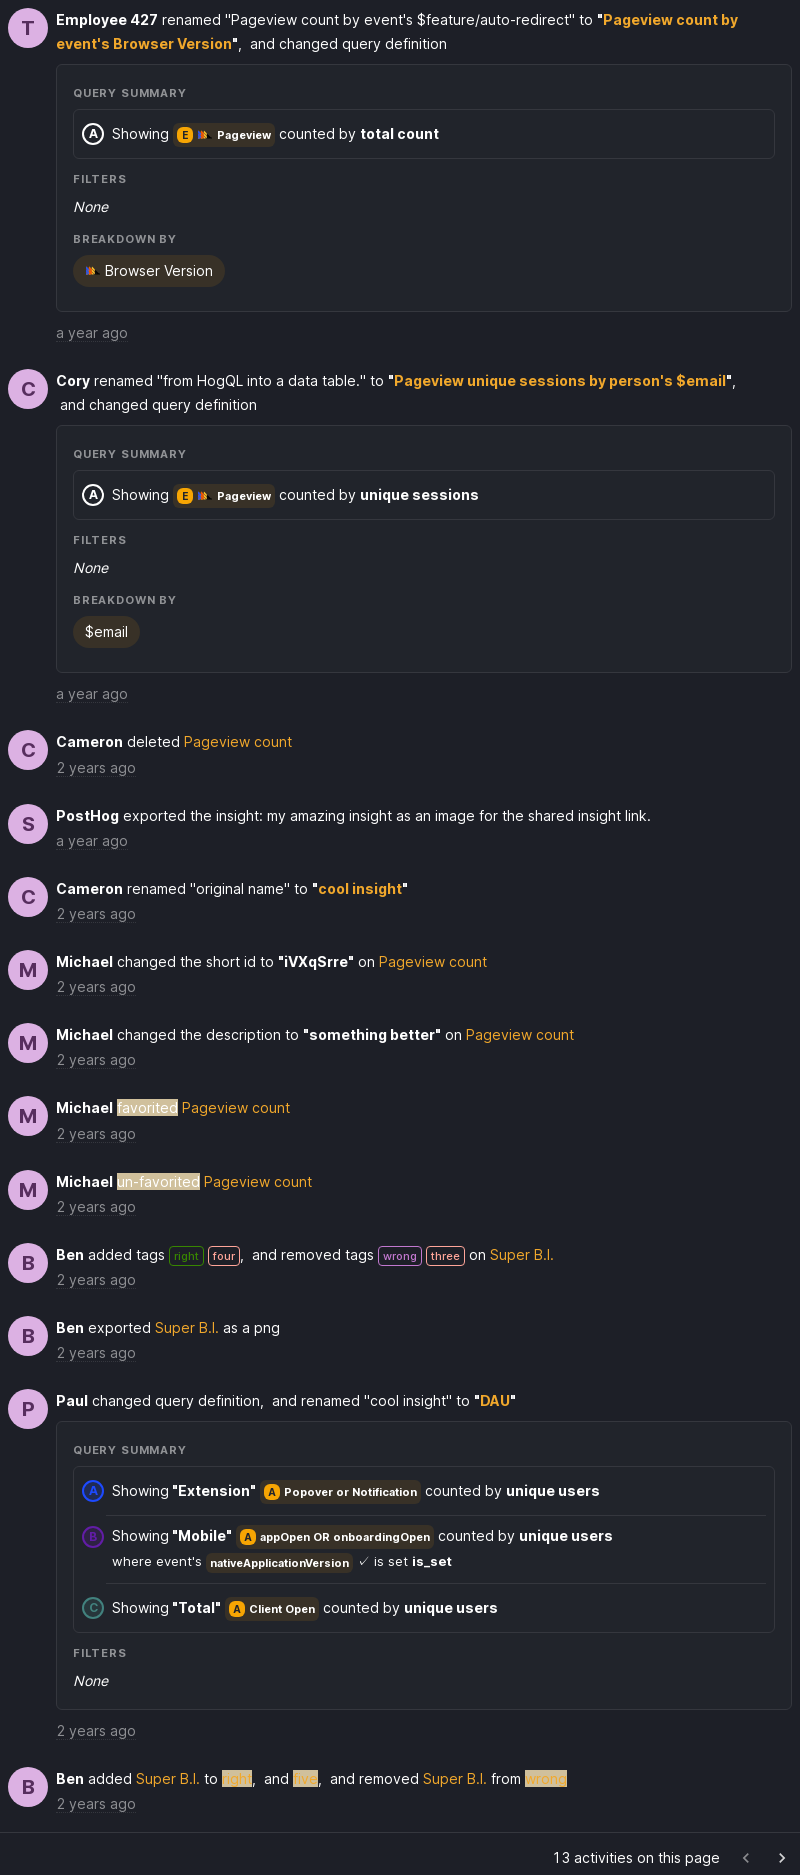 T
Employee 427 renamed "Pageview count by event's $feature/auto-redirect" to "Pageview count by
event's Browser Version",  and changed query definition
QUERY SUMMARY
A Showing E Pageview counted by total count
FILTERS
None
BREAKDOWN BY
Browser Version
a year ago
C
Cory renamed "from HogQL into a data table." to "Pageview unique sessions by person's $email",
and changed query definition
QUERY SUMMARY
A Showing E Pageview counted by unique sessions
FILTERS
None
BREAKDOWN BY
$email
a year ago
C
Cameron deleted Pageview count
2 years ago
S
PostHog exported the insight: my amazing insight as an image for the shared insight link.
a year ago
C
Cameron renamed "original name" to "cool insight"
2 years ago
M
Michael changed the short id to "iVXqSrre" on Pageview count
2 years ago
M
Michael changed the description to "something better" on Pageview count
2 years ago
M
Michael favorited Pageview count
2 years ago
M
Michael un-favorited Pageview count
2 years ago
B
Ben added tags right four,  and removed tags wrong three on Super B.I.
2 years ago
B
Ben exported Super B.I. as a png
2 years ago
P
Paul changed query definition,  and renamed "cool insight" to "DAU"
QUERY SUMMARY
A Showing "Extension" A Popover or Notification counted by unique users
B Showing "Mobile" A appOpen OR onboardingOpen counted by unique users
where event's nativeApplicationVersion ✓ is set is_set
C Showing "Total" A Client Open counted by unique users
FILTERS
None
2 years ago
B
Ben added Super B.I. to right,  and five,  and removed Super B.I. from wrong
2 years ago
13 activities on this page